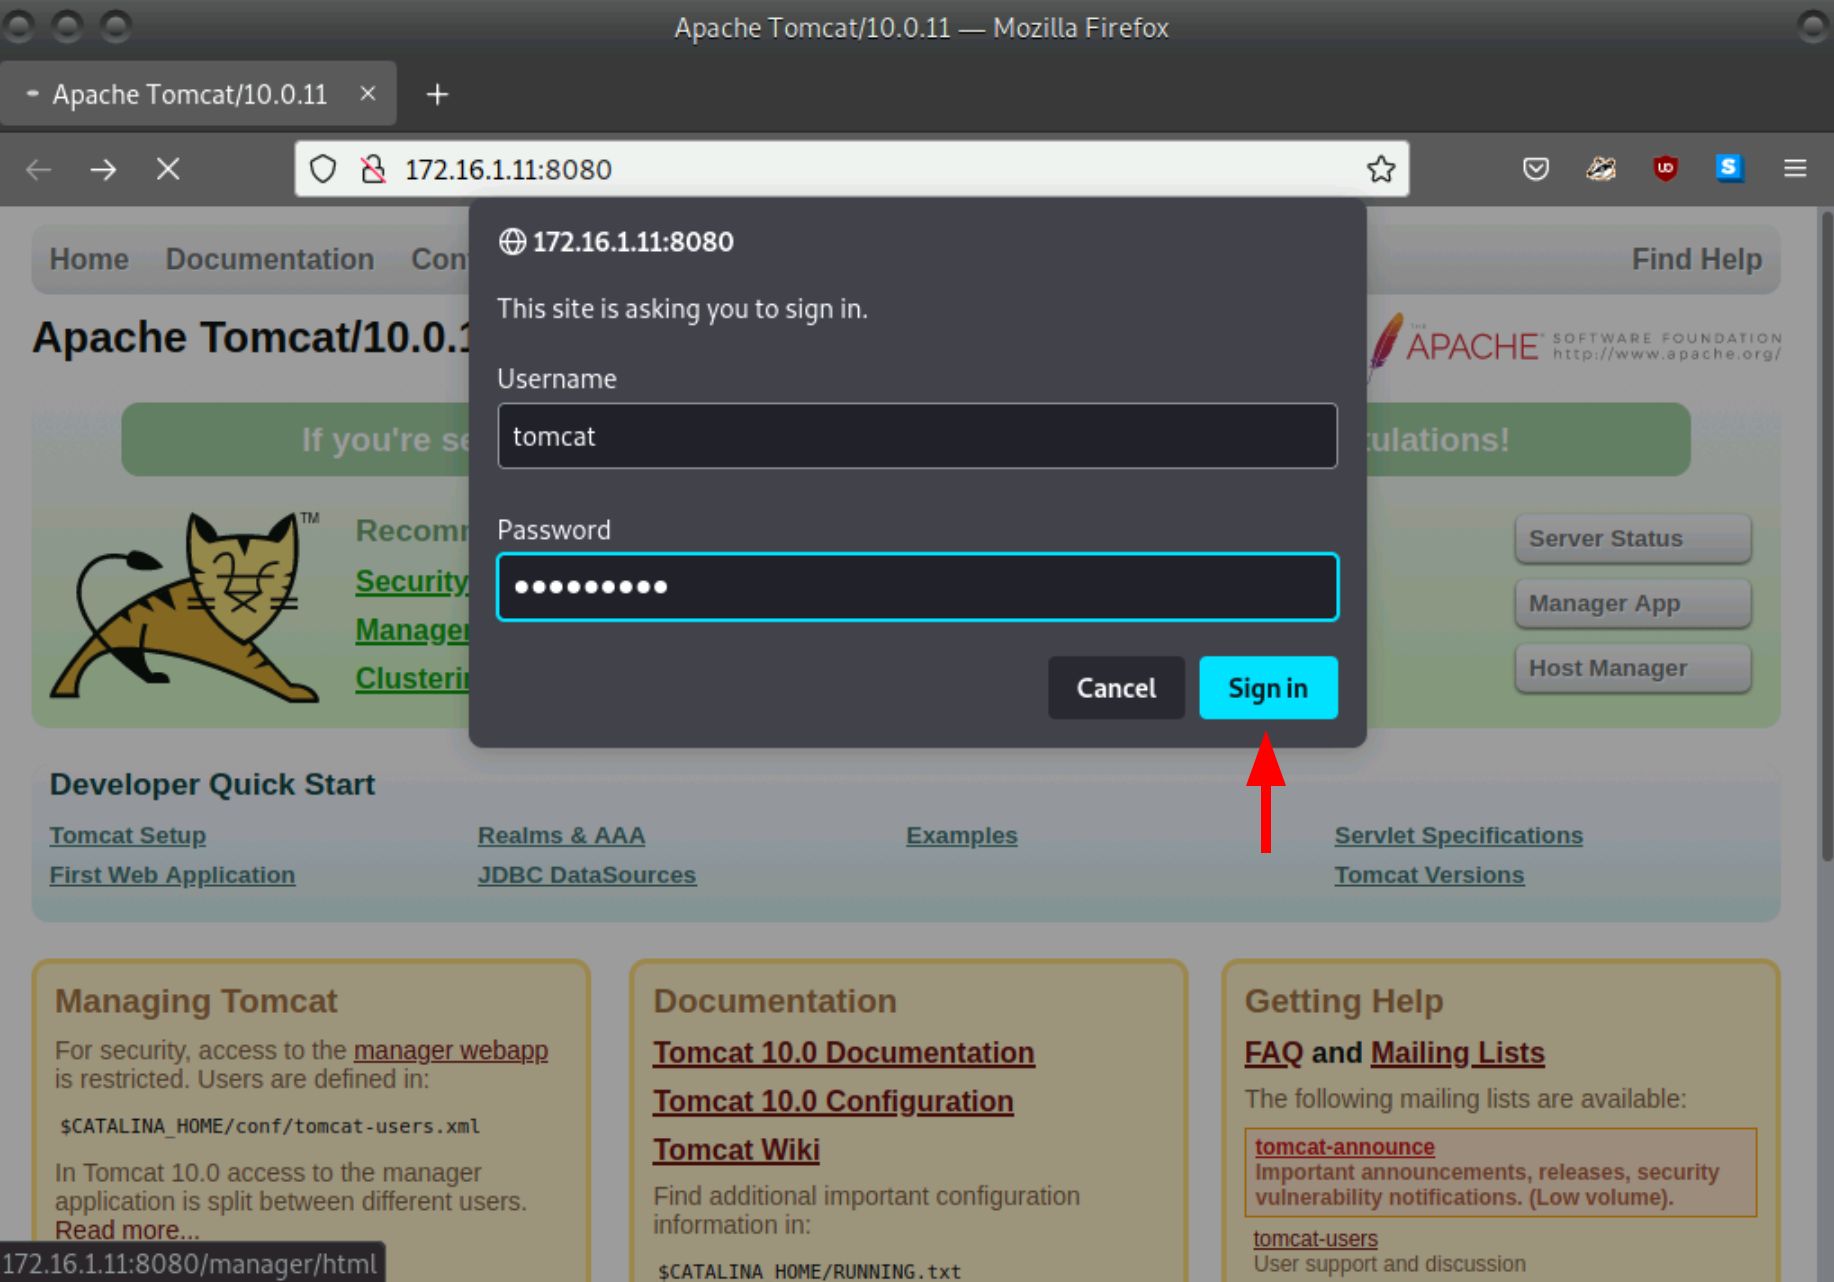 Apache Tomcat/10.0.11 — Mozilla Firefox
Apache Tomcat/10.0.11
172.16.1.11:8080
172.16.1.11:8080
This site is asking you to sign in.
Username
tomcat
Password
•••••••••
Cancel Sign in
Home Documentation Find Help
Apache Tomcat/10.0.1
THE APACHE SOFTWARE FOUNDATION
http://www.apache.org/
If you're ulations!
TM
Security
Manager
Server Status
Manager App
Host Manager
Developer Quick Start
Tomcat Setup Realms & AAA Examples Servlet Specifications
First Web Application JDBC DataSources Tomcat Versions
Managing Tomcat
For security, access to the manager webapp
is restricted. Users are defined in:
$CATALINA_HOME/conf/tomcat-users.xml
In Tomcat 10.0 access to the manager
application is split between different users.
Read more...
Documentation
Tomcat 10.0 Documentation
Tomcat 10.0 Configuration
Tomcat Wiki
Find additional important configuration
information in:
$CATALINA_HOME/RUNNING.txt
Getting Help
FAQ and Mailing Lists
The following mailing lists are available:
tomcat-announce
Important announcements, releases, security
vulnerability notifications. (Low volume).
tomcat-users
User support and discussion
172.16.1.11:8080/manager/html